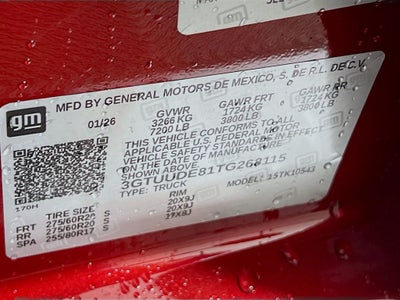 MFD BY GENERAL MOTORS DE MEXICO, S. DE R.L. DE C.V.
gm
01/26 GVWR GAWR FRT GAWR RR
3266 KG 1724 KG 1724 KG
7200 LB 3800 LB 3800 LB
THIS VEHICLE CONFORMS TO ALL
APPLICABLE U.S. FEDERAL MOTOR
VEHICLE SAFETY STANDARDS IN EFFECT
ON THE DATE OF MANUFACTURE
SHOWN ABOVE.
3GTUUDE81TG268115
TYPE: TRUCK MODEL: 15TK10543
170H
TIRE SIZE RIM
FRT 275/60R20 S 20X9J
RR 275/60R20 S 20X9J
SPA 255/80R17 S 17X8J